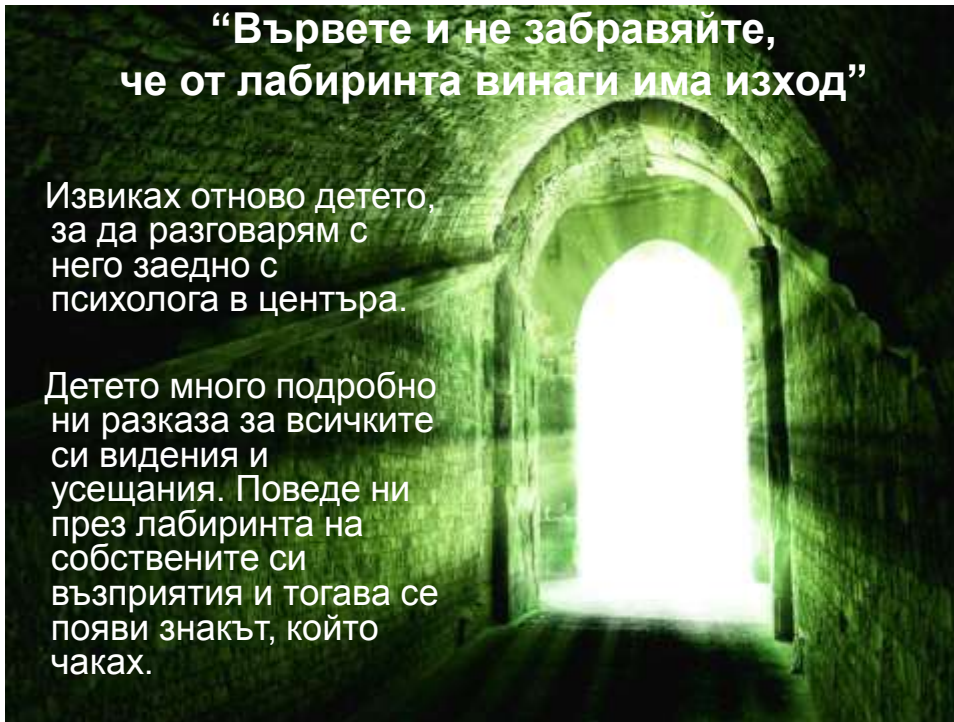 “Вървете и не забравяйте,
че от лабиринта винаги има изход”
Извиках отново детето,
за да разговарям с
него заедно с
психолога в центъра.
Детето много подробно
ни разказа за всичките
си видения и
усещания. Поведе ни
през лабиринта на
собствените си
възприятия и тогава се
появи знакът, който
чаках.